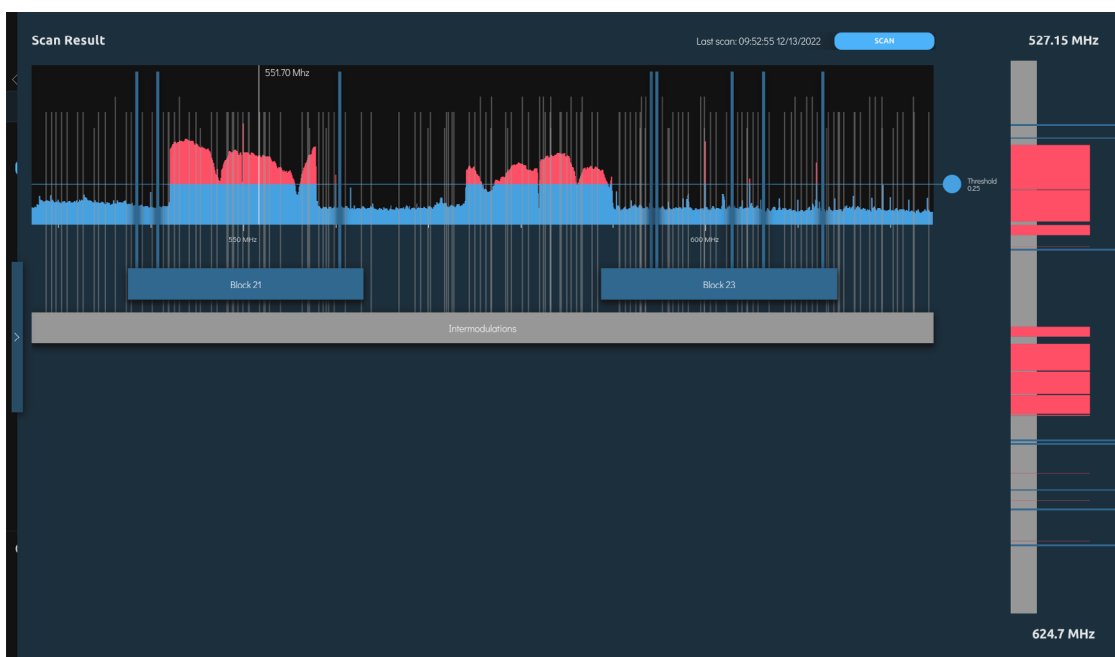 Scan Result
Last scan: 09:52:55 12/13/2022
SCAN
527.15 MHz
551.70 Mhz
Threshold
0.25
550 MHz
600 MHz
Block 21
Block 23
Intermodulations
624.7 MHz